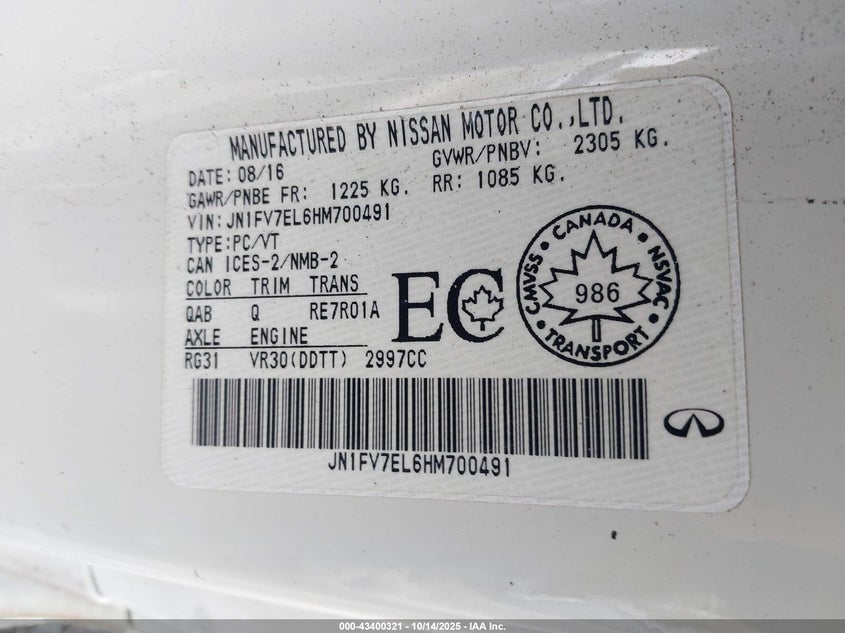 MANUFACTURED BY NISSAN MOTOR CO.,LTD.
DATE: 08/16 GVWR/PNBV: 2305 KG.
GAWR/PNBE FR: 1225 KG. RR: 1085 KG.
VIN: JN1FV7EL6HM700491
TYPE:PC/VT
CAN ICES-2/NMB-2
COLOR TRIM TRANS
QAB Q RE7R01A
AXLE ENGINE
RG31 VR30(DDTT) 2997CC
EC
CANADA
CMVSS
NSVAC
986
TRANSPORT
JN1FV7EL6HM700491
000-43400321 - 10/14/2025 - IAA Inc.